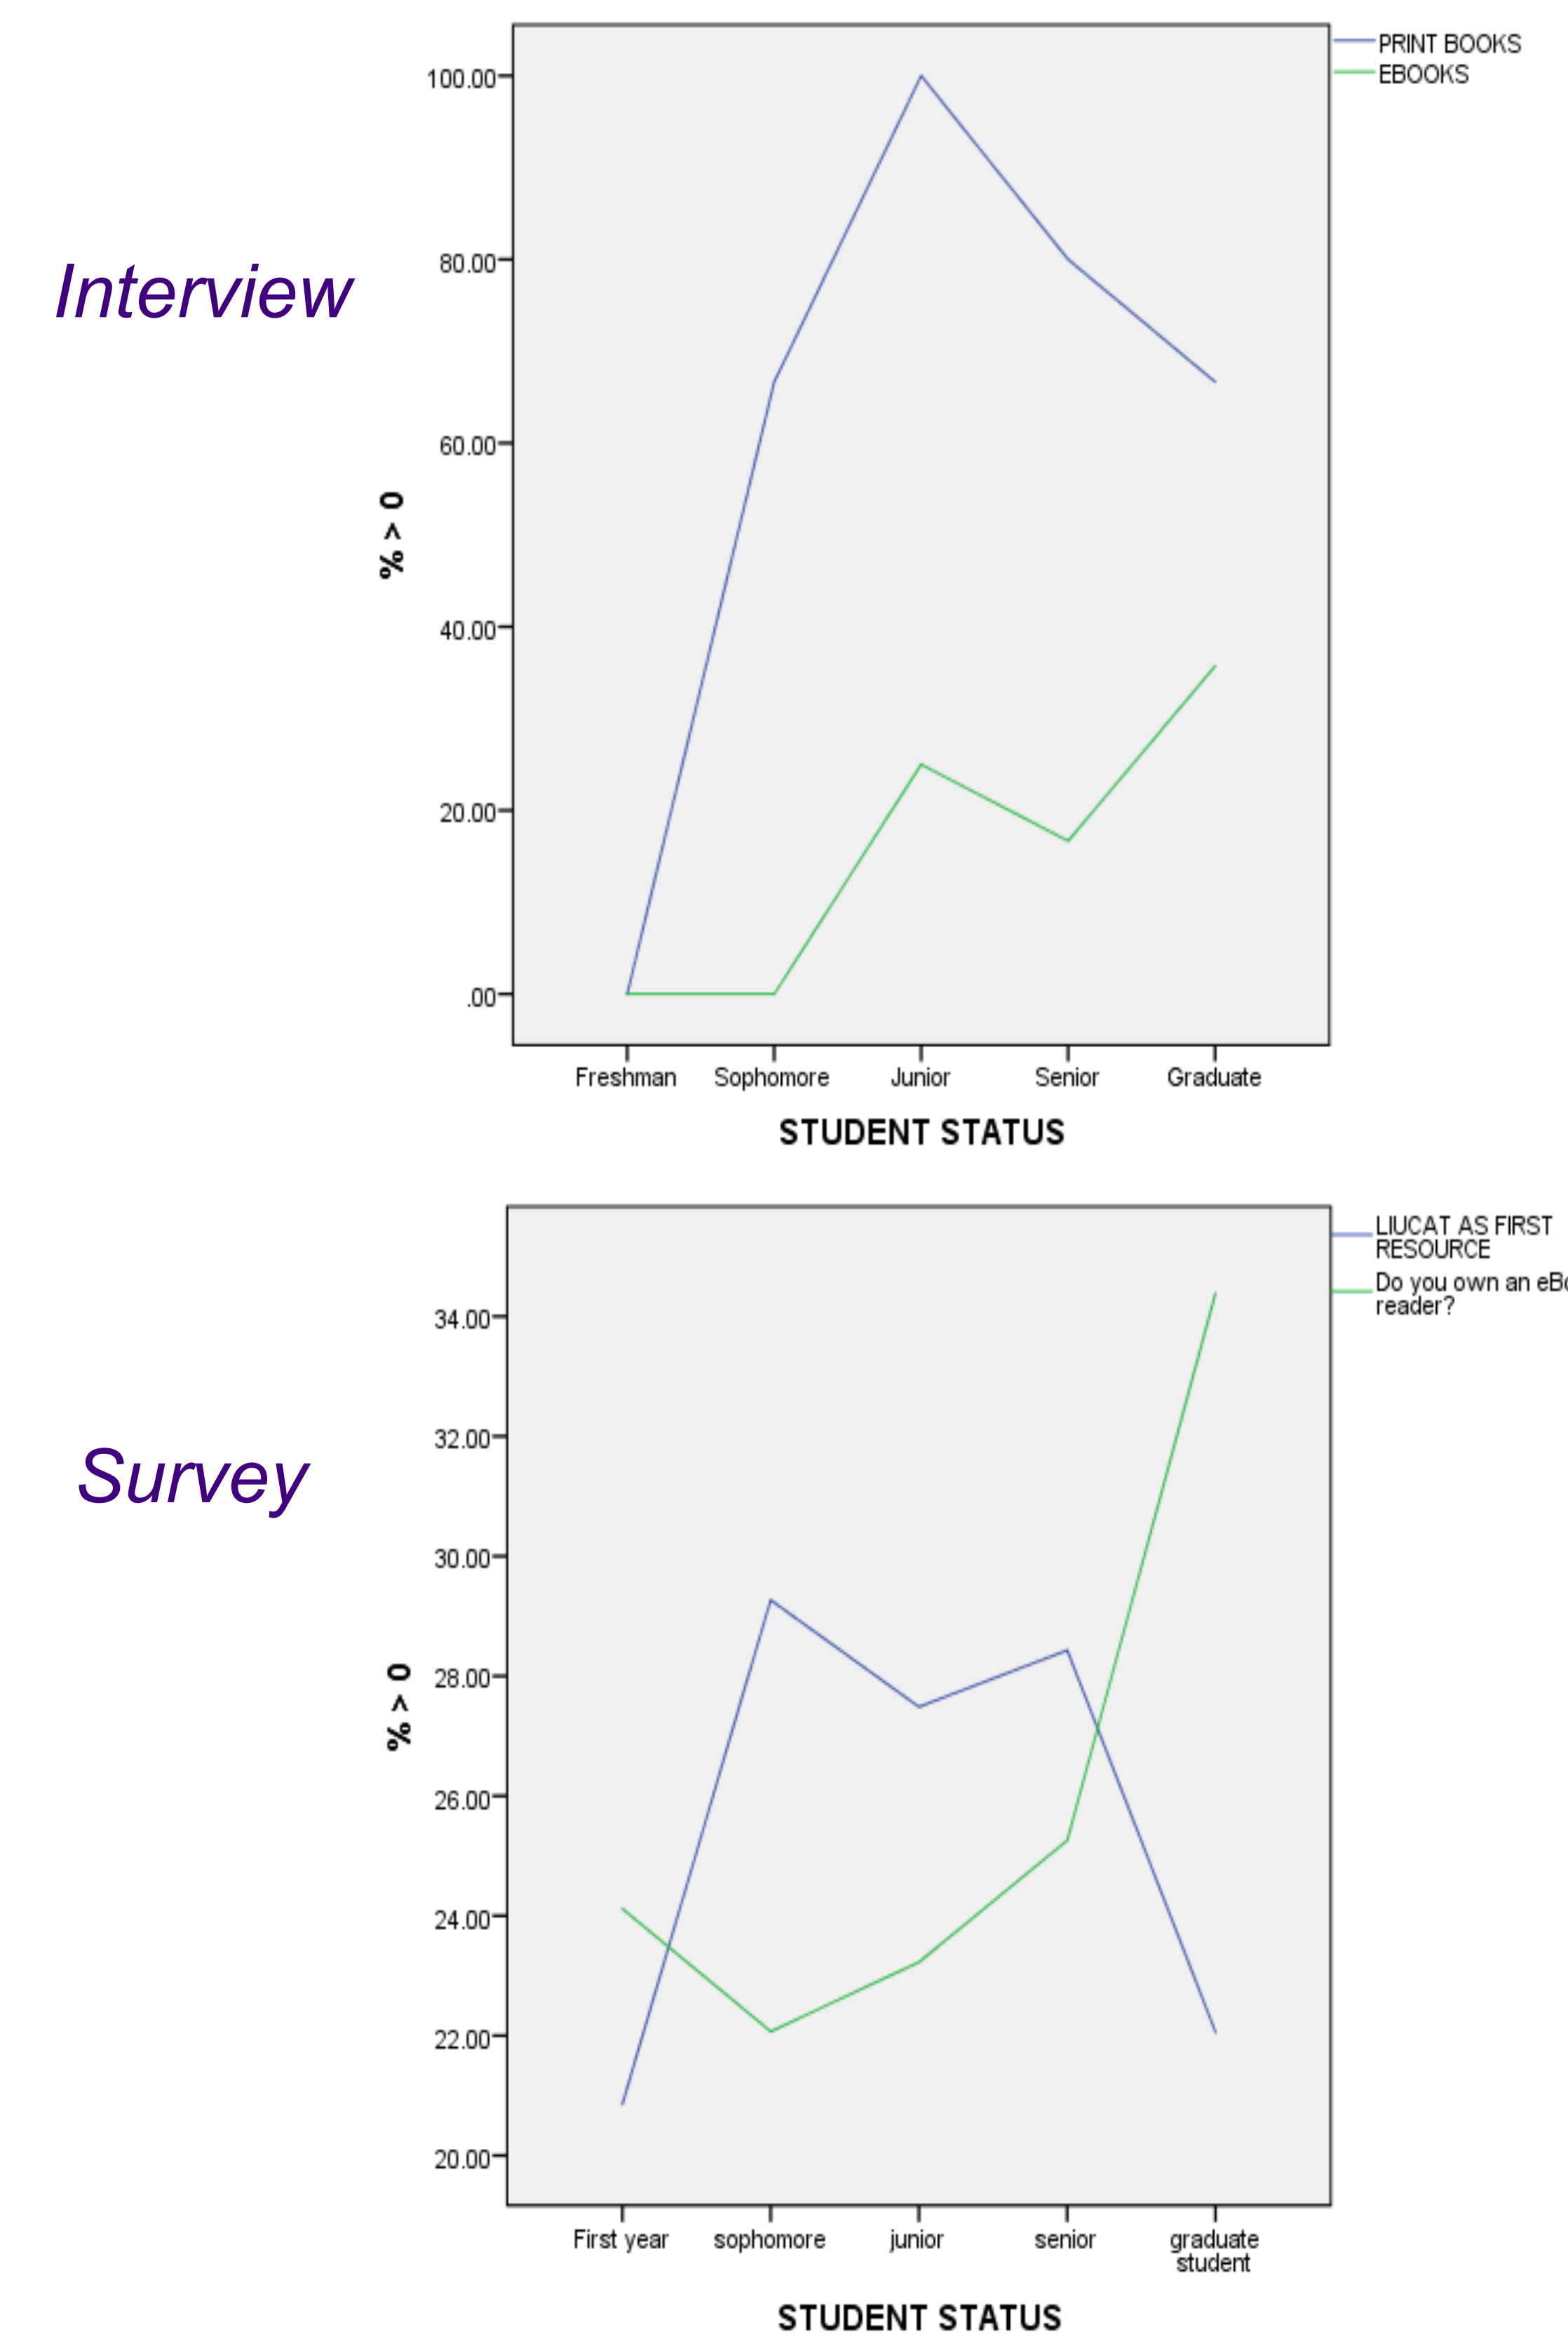 Interview
PRINT BOOKS
EBOOKS
100.00
80.00
60.00
40.00
20.00
.00
% > 0
Freshman Sophomore Junior Senior Graduate
STUDENT STATUS
Survey
LIUCAT AS FIRST
RESOURCE
Do you own an
reader?
34.00
32.00
30.00
28.00
26.00
24.00
22.00
20.00
% > 0
First year sophomore junior senior graduate
student
STUDENT STATUS